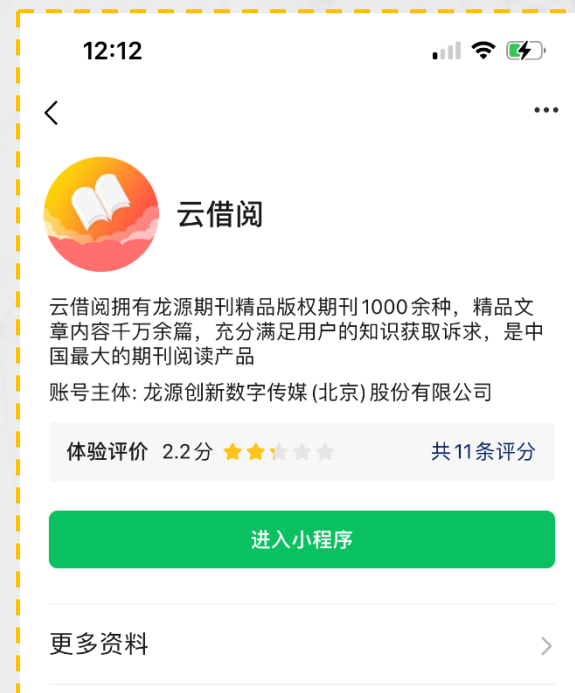 12:12
云借阅
云借阅拥有龙源期刊精品版权期刊1000余种，精品文
章内容千万余篇，充分满足用户的知识获取诉求，是中
国最大的期刊阅读产品
账号主体: 龙源创新数字传媒(北京)股份有限公司
体验评价 2.2分 共11条评分
进入小程序
更多资料